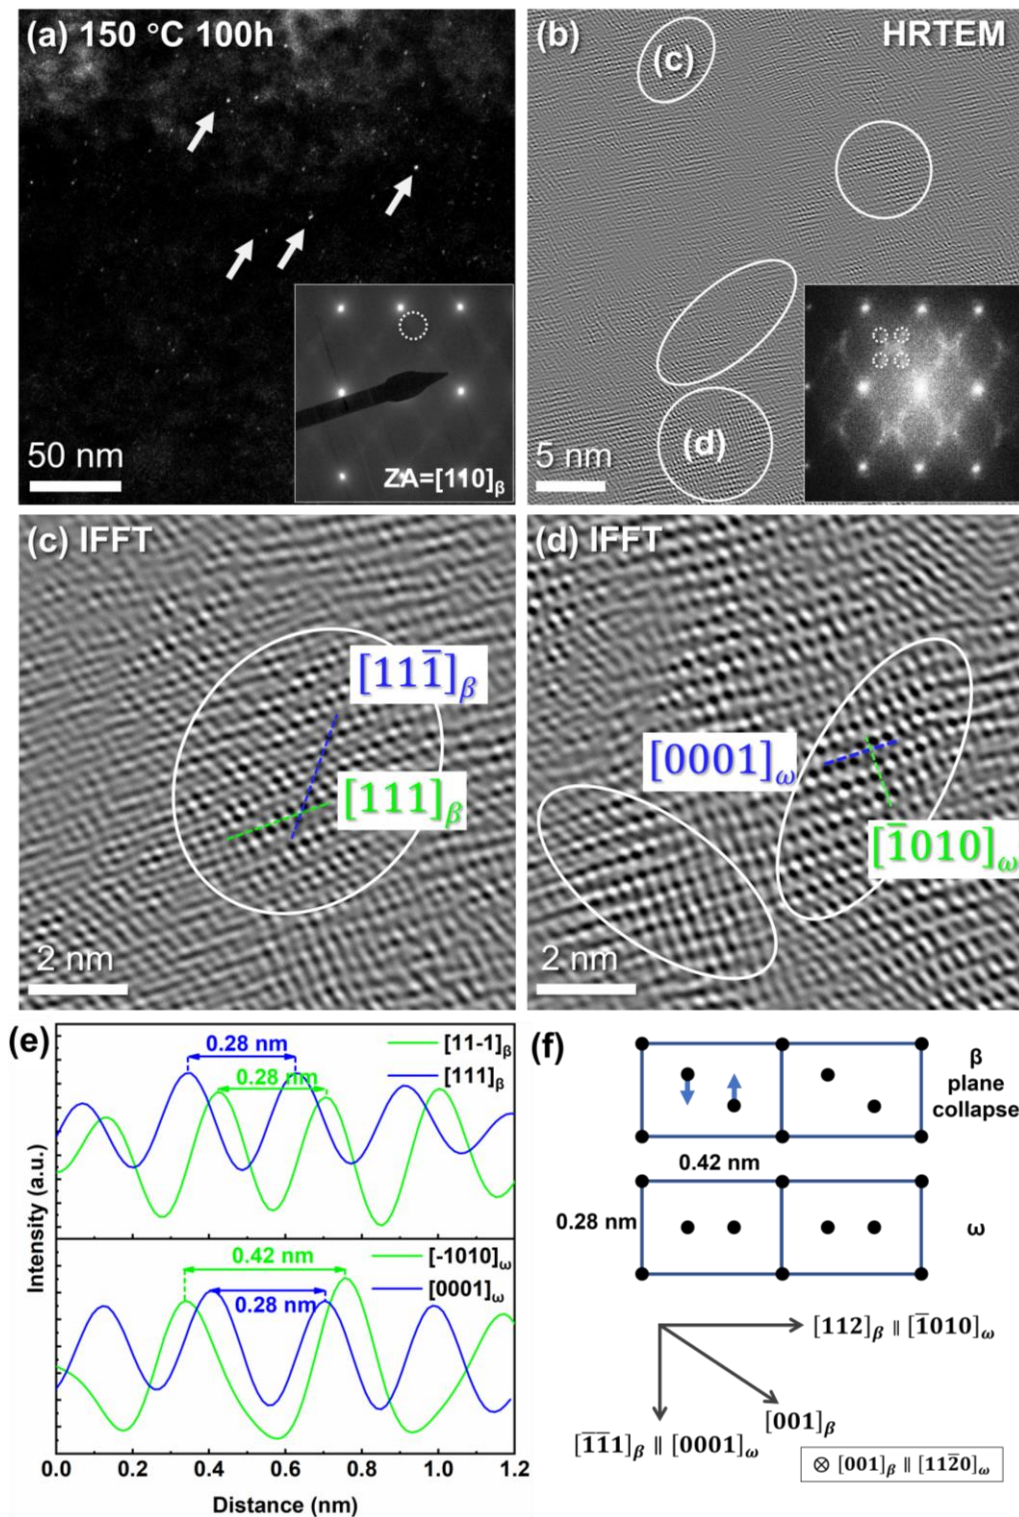 (a) 150 °C 100h
50 nm
ZA=[110]β
(b)
HRTEM
(c)
(d)
5 nm
(c) IFFT
[111̅]β
[111]β
2 nm
(d) IFFT
[0001]ω
[1̅010]ω
2 nm
(e)
0.28 nm
0.28 nm
[11-1]β
[111]β
0.42 nm
0.28 nm
[-1010]ω
[0001]ω
Intensity (a.u.)
0.0 0.2 0.4 0.6 0.8 1.0 1.2
Distance (nm)
(f)
β
plane
collapse
0.42 nm
0.28 nm
ω
[112]β ∥ [1̅010]ω
[001]β
[1̅1̅1]β ∥ [0001]ω
⊗ [001]β ∥ [112̅0]ω